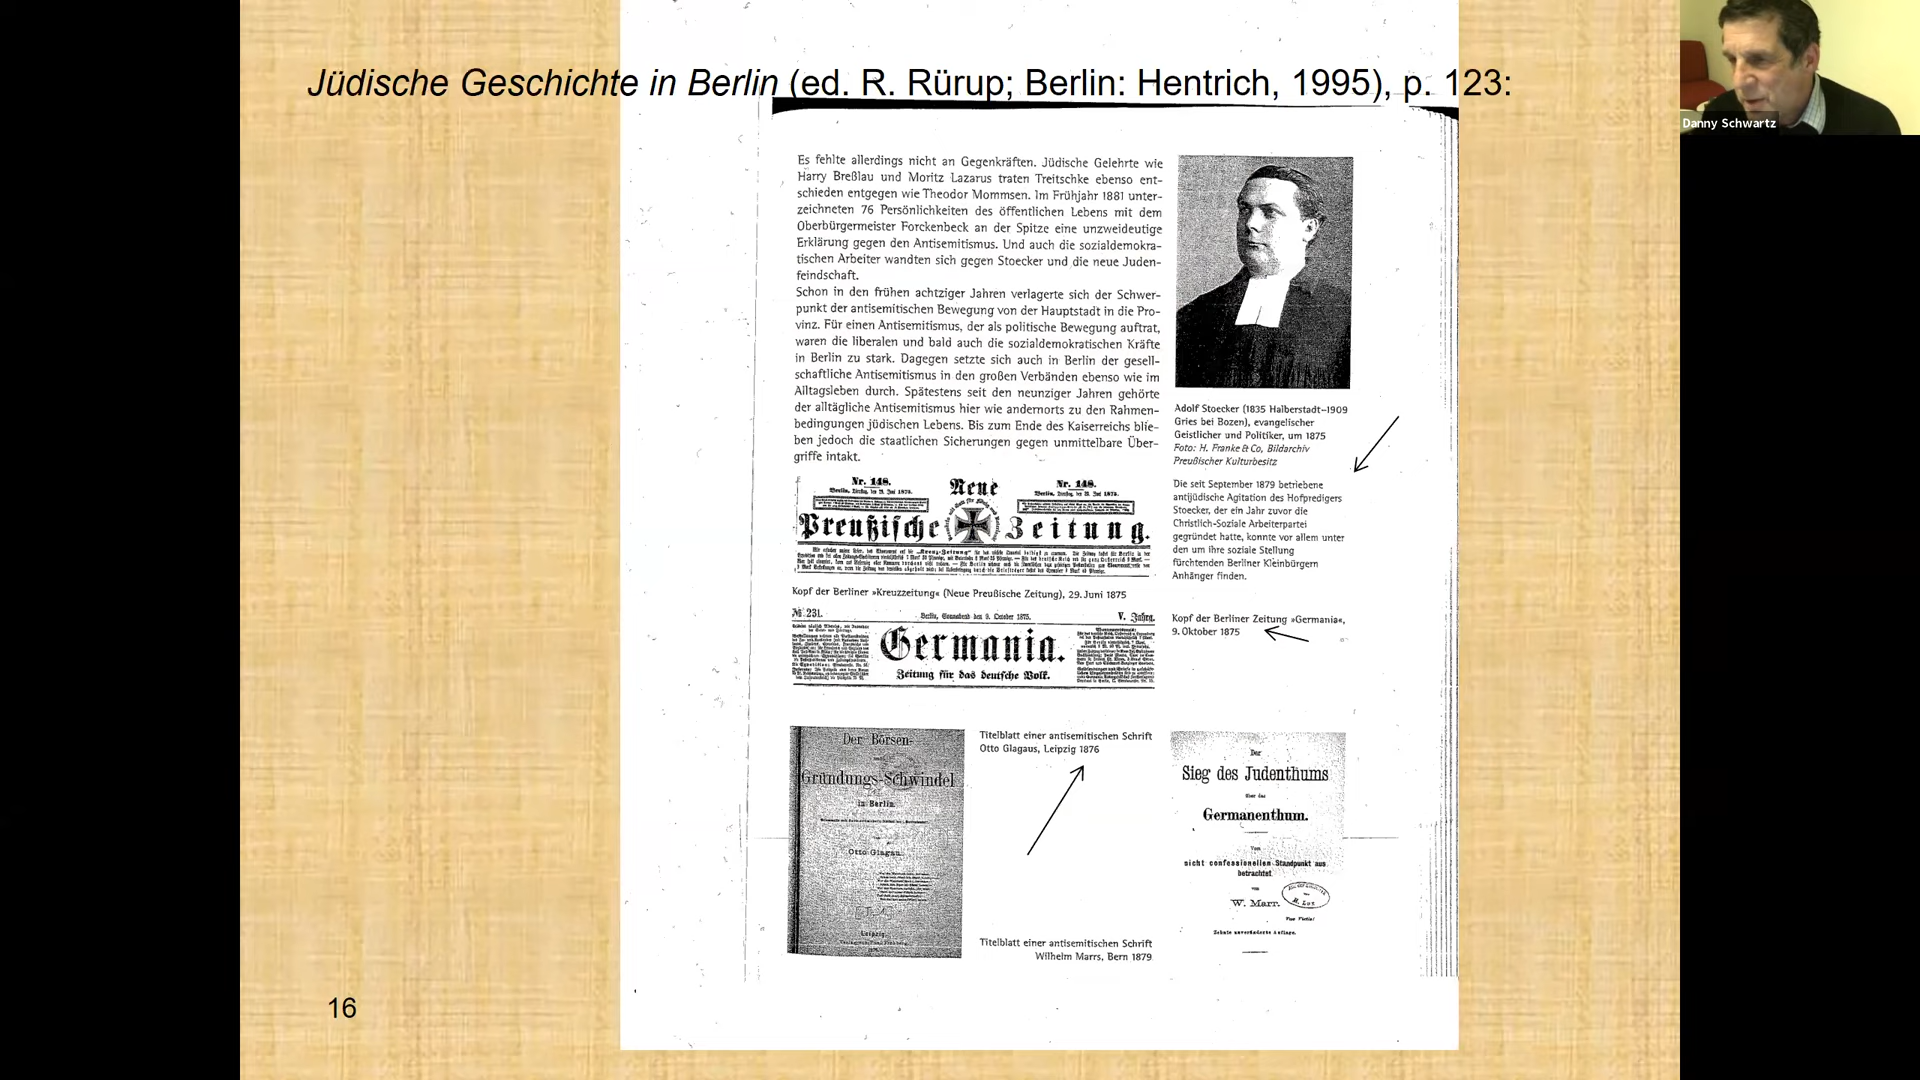 Jüdische Geschichte in Berlin (ed. R. Rürup; Berlin: Hentrich, 1995), p. 123:
Danny Schwartz
Es fehlte allerdings nicht an Gegenkräften. Jüdische Gelehrte wie
Harry Breßlau und Moritz Lazarus traten Treitschke ebenso ent-
schieden entgegen wie Theodor Mommsen. Im Frühjahr 1881 unter-
zeichneten 76 Persönlichkeiten des öffentlichen Lebens mit dem
Oberbürgermeister Forckenbeck an der Spitze eine unzweideutige
Erklärung gegen den Antisemitismus. Und auch die sozialdemokra-
tischen Arbeiter wandten sich gegen Stoecker und die neue Juden-
feindschaft.
Schon in den frühen achtziger Jahren verlagerte sich der Schwer-
punkt der antisemitischen Bewegung von der Hauptstadt in die Pro-
vinz. Für einen Antisemitismus, der als politische Bewegung auftrat,
waren die liberalen und bald auch die sozialdemokratischen Kräfte
in Berlin zu stark. Dagegen setzte sich auch in Berlin der gesell-
schaftliche Antisemitismus in den großen Verbänden ebenso wie im
Alltagsleben durch. Spätestens seit den neunziger Jahren gehörte
der alltägliche Antisemitismus hier wie andernorts zu den Rahmen-
bedingungen jüdischen Lebens. Bis zum Ende des Kaiserreichs blie-
ben jedoch die staatlichen Sicherungen gegen unmittelbare Über-
griffe intakt.
Adolf Stoecker (1835 Halberstadt–1909
Gries bei Bozen), evangelischer
Geistlicher und Politiker, um 1875
Foto: H. Franke & Co, Bildarchiv
Preußischer Kulturbesitz
Die seit September 1879 betriebene
antijüdische Agitation des Hofpredigers
Stoecker, der ein Jahr zuvor die
Christlich-Soziale Arbeiterpartei
gegründet hatte, konnte vor allem unter
den um ihre soziale Stellung
fürchtenden Berliner Kleinbürgern
Anhänger finden.
Nr. 148.
Neue
Nr. 148.
Preußische Zeitung.
Kopf der Berliner »Kreuzzeitung« (Neue Preußische Zeitung), 29. Juni 1875
№ 231.
Berlin, Sonnabend den 9. October 1875.
V. Jahrg.
Germania.
Zeitung für das deutsche Volk.
Kopf der Berliner Zeitung »Germania«,
9. Oktober 1875
Der Börsen-
Gründungs-Schwindel
in Berlin.
Otto Glagau.
Leipzig.
Titelblatt einer antisemitischen Schrift
Otto Glagaus, Leipzig 1876
Titelblatt einer antisemitischen Schrift
Wilhelm Marrs, Bern 1879
Der
Sieg des Judenthums
über das
Germanenthum.
Vom
nicht confessionellen Standpunkt aus
betrachtet.
von
W. Marr.
Vae Victis!
Zehnte unveränderte Auflage.
16